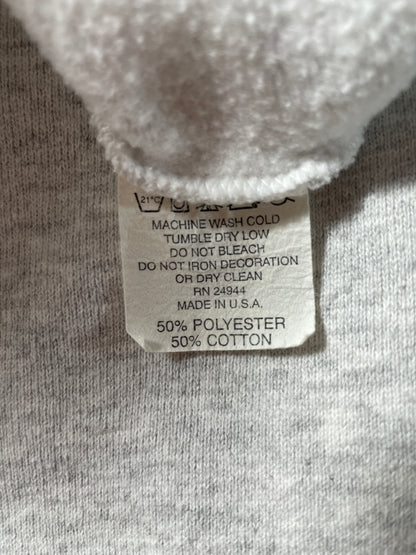 21°C
MACHINE WASH COLD
TUMBLE DRY LOW
DO NOT BLEACH
DO NOT IRON DECORATION
OR DRY CLEAN
RN 24944
MADE IN U.S.A.
50% POLYESTER
50% COTTON